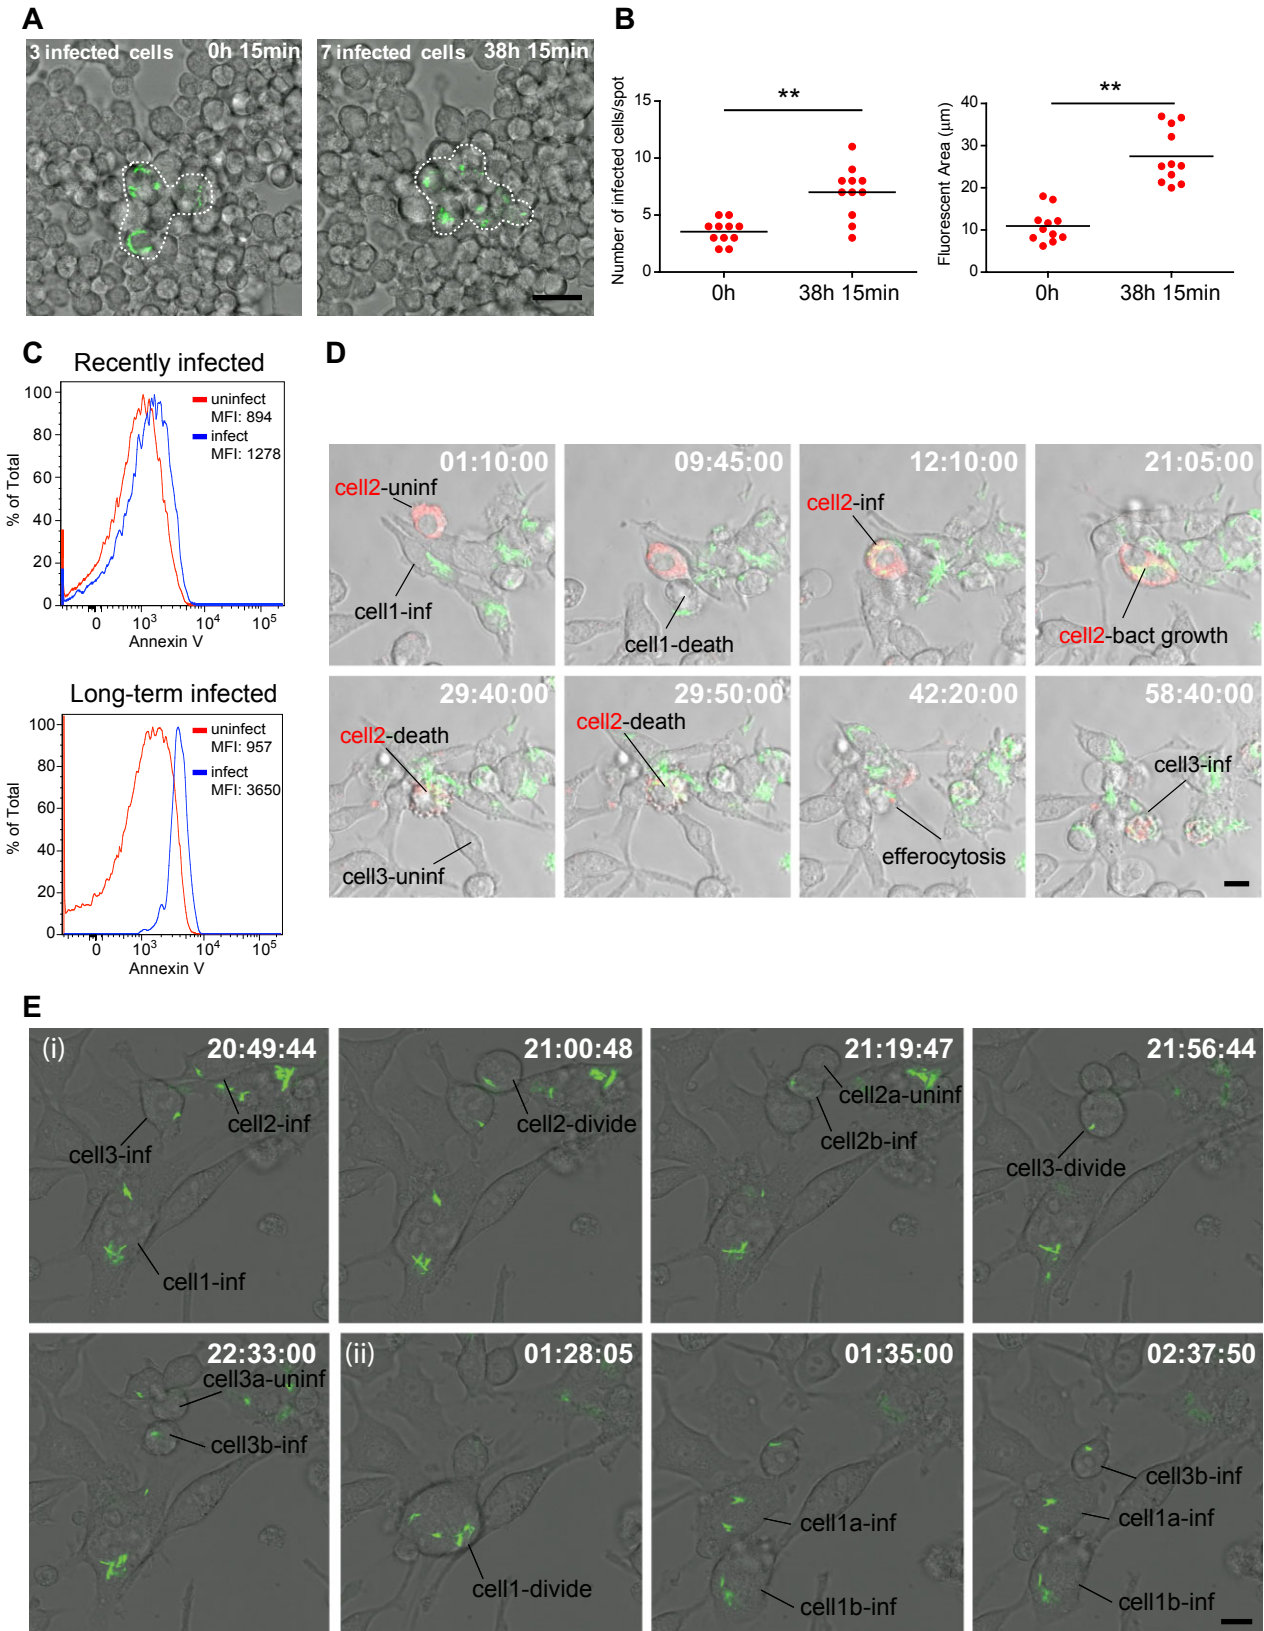 A
3 infected cells 0h 15min
7 infected cells 38h 15min
B
Number of infected cells/spot
15
10
5
0
**
0h 38h 15min
Fluorescent Area (µm)
40
30
20
10
0
**
0h 38h 15min
C
Recently infected
% of Total
100
80
60
40
20
0
uninfect
MFI: 894
infect
MFI: 1278
0 10³ 10⁴ 10⁵
Annexin V
Long-term infected
% of Total
100
80
60
40
20
0
uninfect
MFI: 957
infect
MFI: 3650
0 10³ 10⁴ 10⁵
Annexin V
D
01:10:00
cell2-uninf
cell1-inf
09:45:00
cell1-death
12:10:00
cell2-inf
21:05:00
cell2-bact growth
29:40:00
cell2-death
cell3-uninf
29:50:00
cell2-death
42:20:00
efferocytosis
58:40:00
cell3-inf
E
(i) 20:49:44
cell2-inf
cell3-inf
cell1-inf
21:00:48
cell2-divide
21:19:47
cell2a-uninf
cell2b-inf
21:56:44
cell3-divide
22:33:00
cell3a-uninf
cell3b-inf
(ii) 01:28:05
cell1-divide
01:35:00
cell1a-inf
cell1b-inf
02:37:50
cell3b-inf
cell1a-inf
cell1b-inf